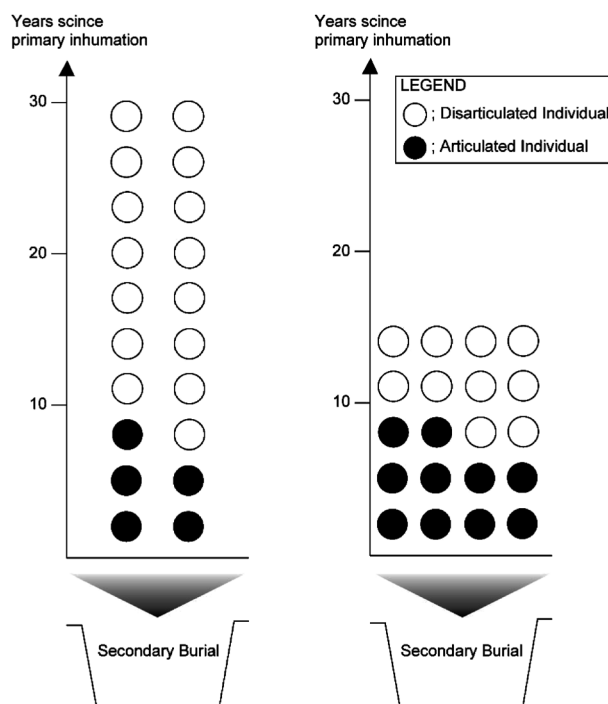 Years scince
primary inhumation
30
20
10
Secondary Burial
Years scince
primary inhumation
30
20
10
LEGEND
; Disarticulated Individual
; Articulated Individual
Secondary Burial